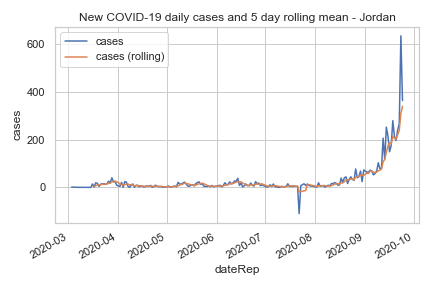 New COVID-19 daily cases and 5 day rolling mean - Jordan
cases
cases (rolling)
600
400
200
0
cases
2020-03
2020-04
2020-05
2020-06
2020-07
2020-08
2020-09
2020-10
dateRep